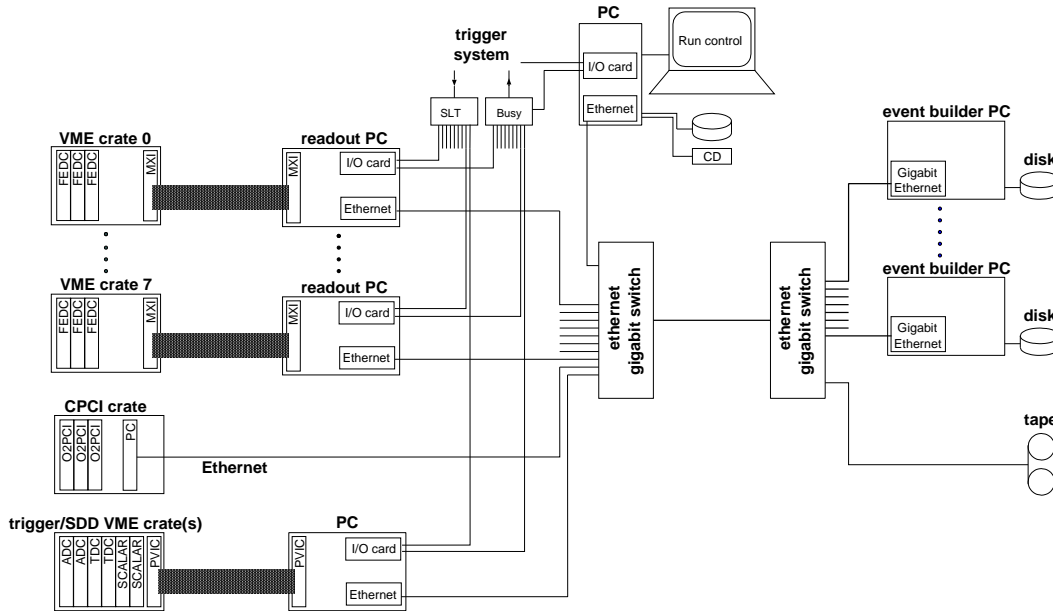 PC
trigger
system
I/O card
Run control
Ethernet
CD
SLT
Busy
event builder PC
Gigabit
Ethernet
disk
VME crate 0
FEDC
FEDC
FEDC
MXI
readout PC
MXI
I/O card
Ethernet
VME crate 7
FEDC
FEDC
FEDC
MXI
readout PC
MXI
I/O card
Ethernet
ethernet
gigabit switch
ethernet
gigabit switch
event builder PC
Gigabit
Ethernet
disk
CPCI crate
O2PCI
O2PCI
O2PCI
PC
Ethernet
tape
trigger/SDD VME crate(s)
ADC
ADC
TDC
TDC
SCALAR
SCALAR
PVIC
PC
PVIC
I/O card
Ethernet